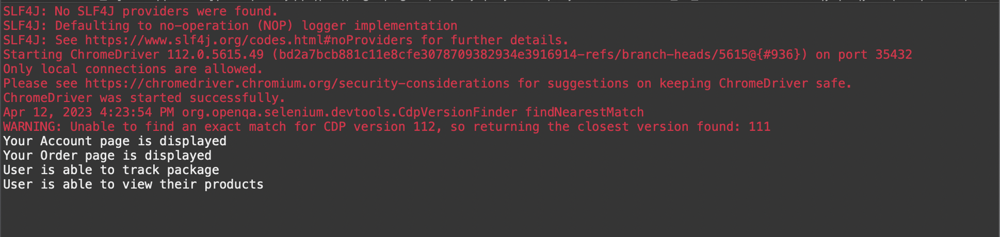 SLF4J: No SLF4J providers were found.
SLF4J: Defaulting to no-operation (NOP) logger implementation
SLF4J: See https://www.slf4j.org/codes.html#noProviders for further details.
Starting ChromeDriver 112.0.5615.49 (bd2a7bcb881c11e8cfe3078709382934e3916914-refs/branch-heads/5615@{#936}) on port 35432
Only local connections are allowed.
Please see https://chromedriver.chromium.org/security-considerations for suggestions on keeping ChromeDriver safe.
ChromeDriver was started successfully.
Apr 12, 2023 4:23:54 PM org.openqa.selenium.devtools.CdpVersionFinder findNearestMatch
WARNING: Unable to find an exact match for CDP version 112, so returning the closest version found: 111
Your Account page is displayed
Your Order page is displayed
User is able to track package
User is able to view their products